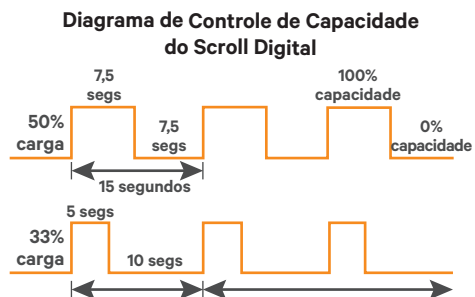 Diagrama de Controle de Capacidade
do Scroll Digital
7,5
segs
100%
capacidade
50%
carga
7,5
segs
0%
capacidade
15 segundos
5 segs
33%
carga
10 segs